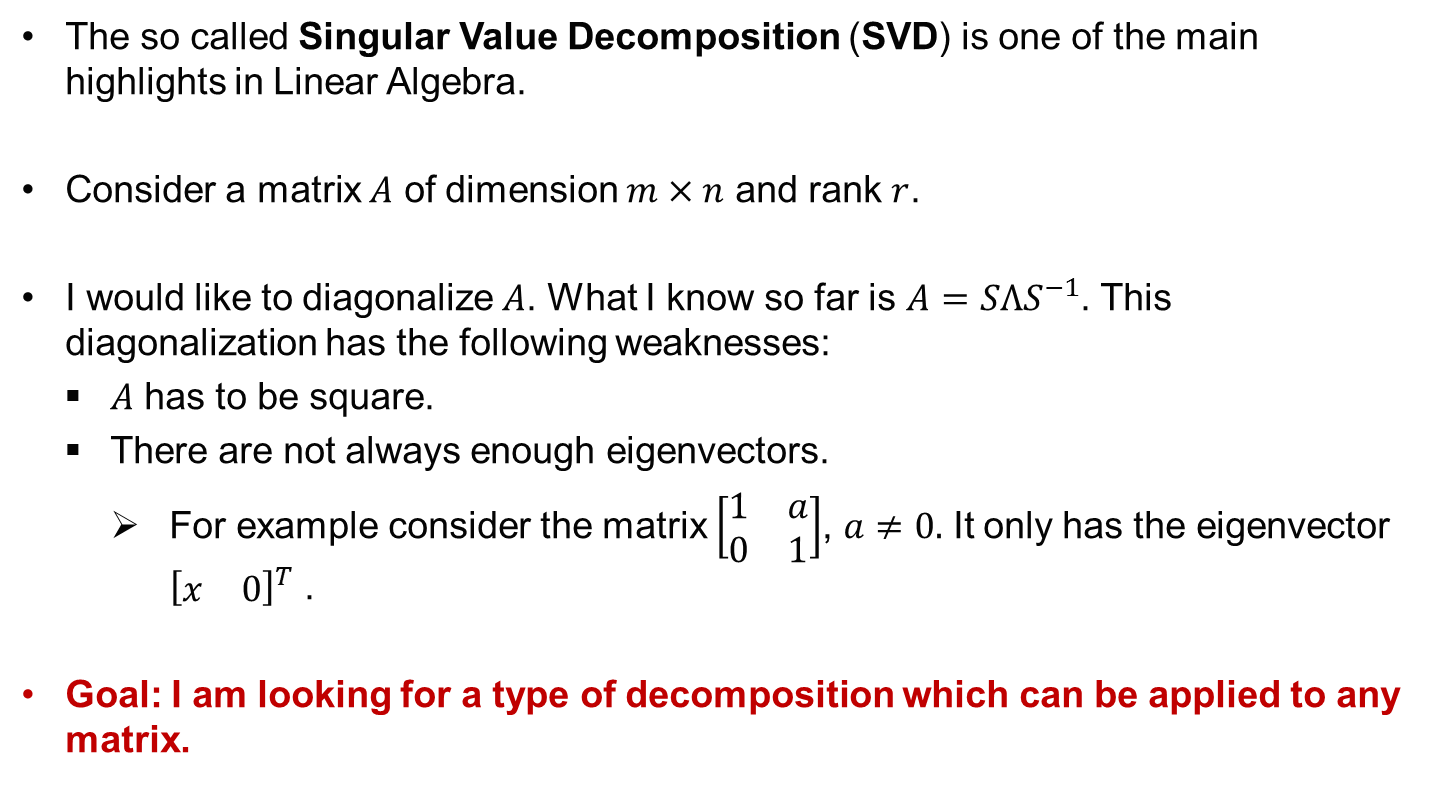 • The so called Singular Value Decomposition (SVD) is one of the main
highlights in Linear Algebra.
• Consider a matrix 𝐴 of dimension 𝑚 × 𝑛 and rank 𝑟.
• I would like to diagonalize 𝐴. What I know so far is 𝐴 = 𝑆Λ𝑆⁻¹. This
diagonalization has the following weaknesses:
▪ 𝐴 has to be square.
▪ There are not always enough eigenvectors.
➢ For example consider the matrix [1 𝑎; 0 1], 𝑎 ≠ 0. It only has the eigenvector
[𝑥 0]ᵀ .
• Goal: I am looking for a type of decomposition which can be applied to any
matrix.